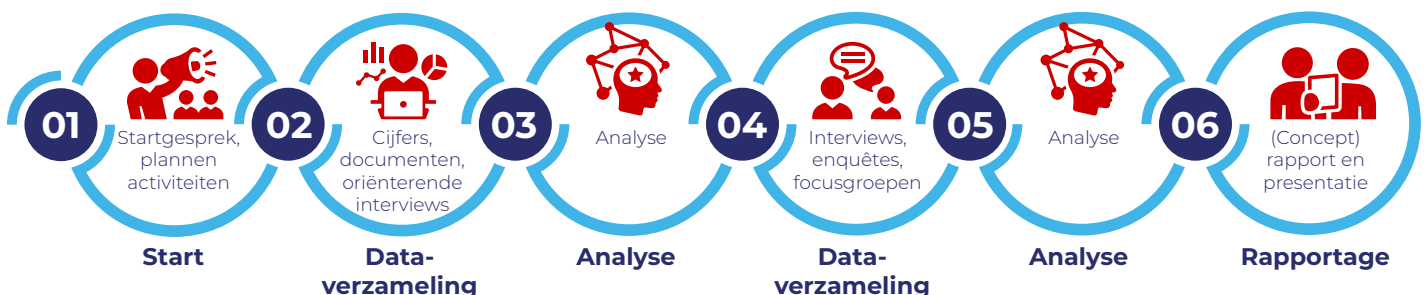 01
Startgesprek,
plannen
activiteiten
Start
02
Cijfers,
documenten,
oriënterende
interviews
Data-
verzameling
03
Analyse
Analyse
04
Interviews,
enquêtes,
focusgroepen
Data-
verzameling
05
Analyse
Analyse
06
(Concept)
rapport en
presentatie
Rapportage